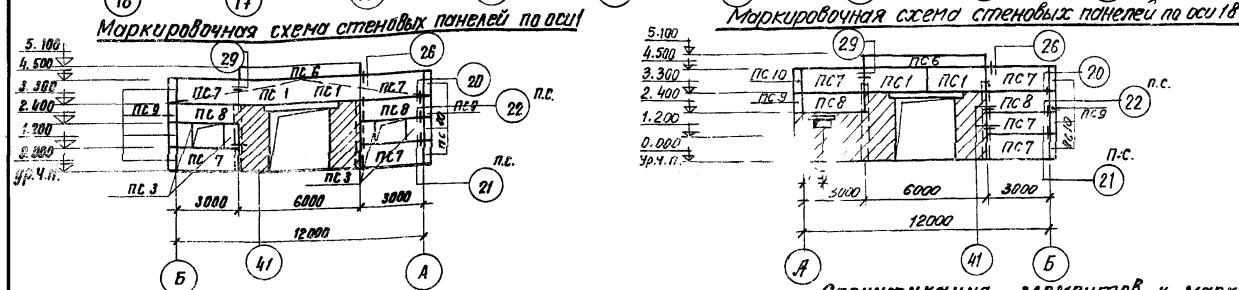 18 17
Маркировочная схема стеновых панелей по оси 1
5.100
4.500
3.300
2.400
1.200
0.000
Ур.ч.п.
29 26 20 22 21
ПС 6
ПС 7 ПС 1 ПС 1 ПС 7
ПС 9 ПС 8 ПС 8 ПС 9
ПС 7 ПС 7 ПС 10
ПС 3 ПС 3
п.с.
п.с.
3000 6000 3000
12000
Б 41 А
Маркировочная схема стеновых панелей по оси 18
5.100
4.500
3.300
2.400
1.200
0.000
Ур.ч.п.
29 26 20 22 21
ПС 6
ПС 10 ПС 7 ПС 1 ПС 1 ПС 7
ПС 9 ПС 8 ПС 8 ПС 9
ПС 7 ПС 10
ПС 7
п.с.
п.с.
3000 6000 3000
12000
А 41 Б